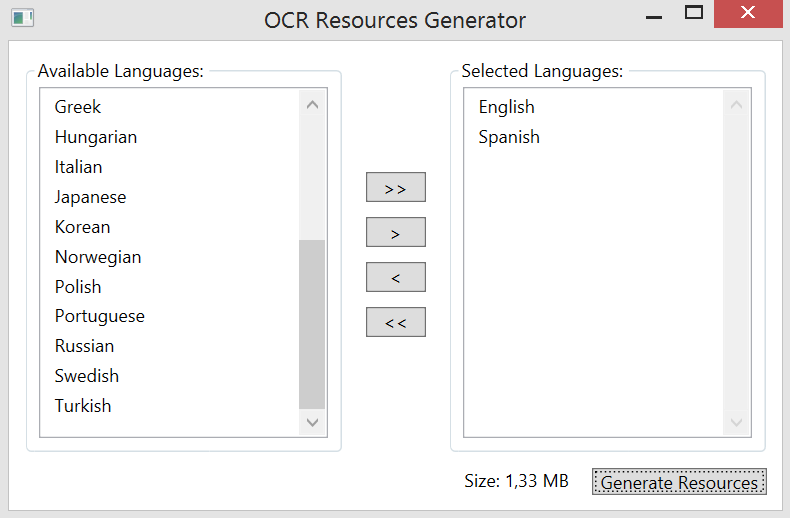 OCR Resources Generator
Available Languages:
Greek
Hungarian
Italian
Japanese
Korean
Norwegian
Polish
Portuguese
Russian
Swedish
Turkish
>>
>
<
<<
Selected Languages:
English
Spanish
Size: 1,33 MB
Generate Resources